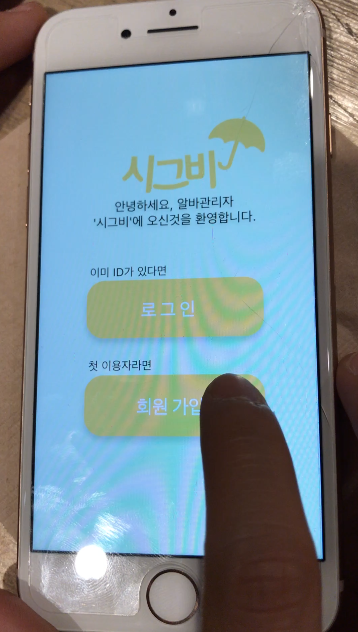 시그비
안녕하세요, 알바관리자
'시그비'에 오신것을 환영합니다.
이미 ID가 있다면
로그인
첫 이용자라면
회원 가입